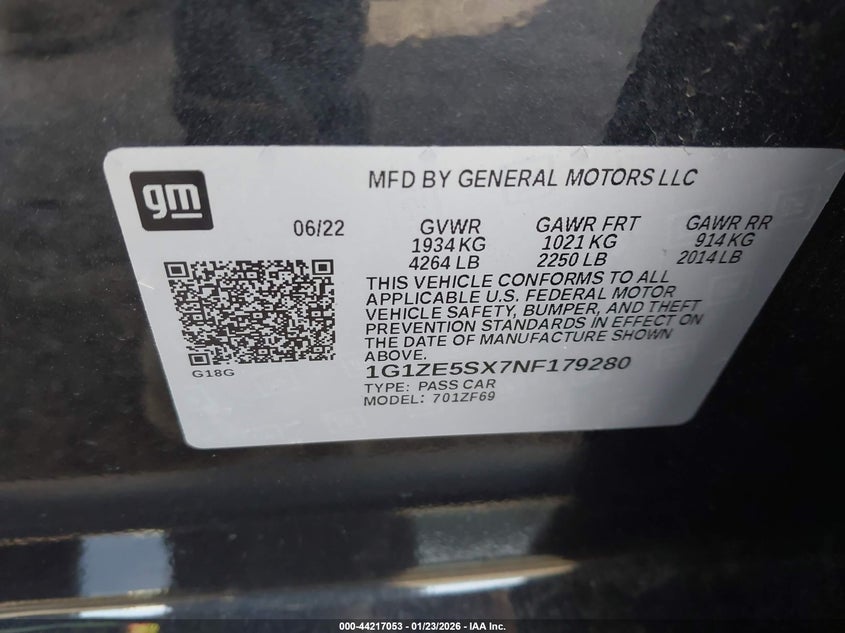 gm
MFD BY GENERAL MOTORS LLC
06/22 GVWR GAWR FRT GAWR RR
1934 KG 1021 KG 914 KG
4264 LB 2250 LB 2014 LB
THIS VEHICLE CONFORMS TO ALL
APPLICABLE U.S. FEDERAL MOTOR
VEHICLE SAFETY, BUMPER, AND THEFT
PREVENTION STANDARDS IN EFFECT ON
THE DATE OF MANUFACTURE SHOWN
ABOVE.
G18G
1G1ZE5SX7NF179280
TYPE: PASS CAR
MODEL: 701ZF69
000-44217053 - 01/23/2026 - IAA Inc.